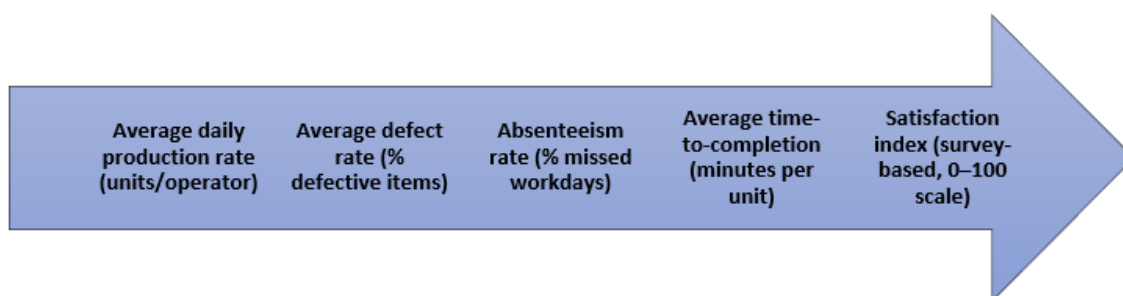 Average daily
production rate
(units/operator)
Average defect
rate (%
defective items)
Absenteeism
rate (% missed
workdays)
Average time-
to-completion
(minutes per
unit)
Satisfaction
index (survey-
based, 0–100
scale)